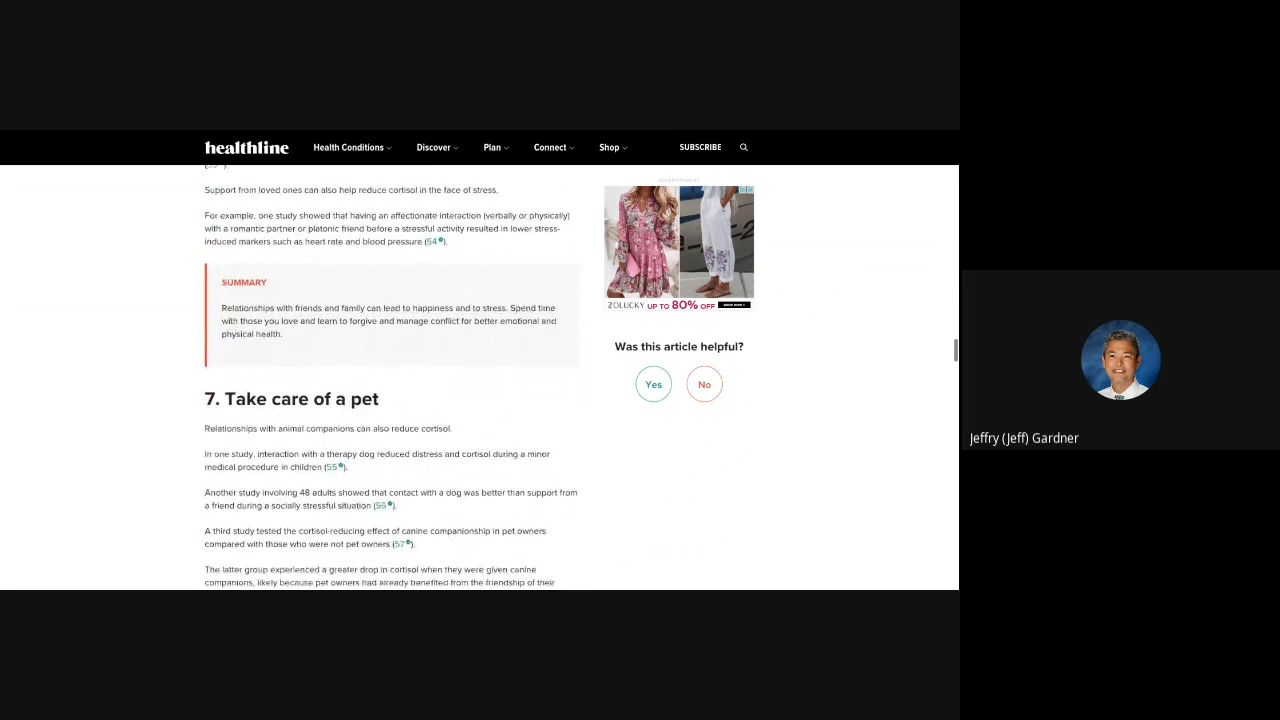 healthline
Health Conditions
Discover
Plan
Connect
Shop
SUBSCRIBE
Support from loved ones can also help reduce cortisol in the face of stress.
For example, one study showed that having an affectionate interaction (verbally or physically)
with a romantic partner or platonic friend before a stressful activity resulted in lower stress-
induced markers such as heart rate and blood pressure (54).
SUMMARY
Relationships with friends and family can lead to happiness and to stress. Spend time
with those you love and learn to forgive and manage conflict for better emotional and
physical health.
7. Take care of a pet
Relationships with animal companions can also reduce cortisol.
In one study, interaction with a therapy dog reduced distress and cortisol during a minor
medical procedure in children (55).
Another study involving 48 adults showed that contact with a dog was better than support from
a friend during a socially stressful situation (56).
A third study tested the cortisol-reducing effect of canine companionship in pet owners
compared with those who were not pet owners (57).
The latter group experienced a greater drop in cortisol when they were given canine
companions, likely because pet owners had already benefited from the friendship of their
ADVERTISEMENT
ZOLUCKY UP TO 80% OFF SHOP NOW
Was this article helpful?
Yes
No
Jeffry (Jeff) Gardner